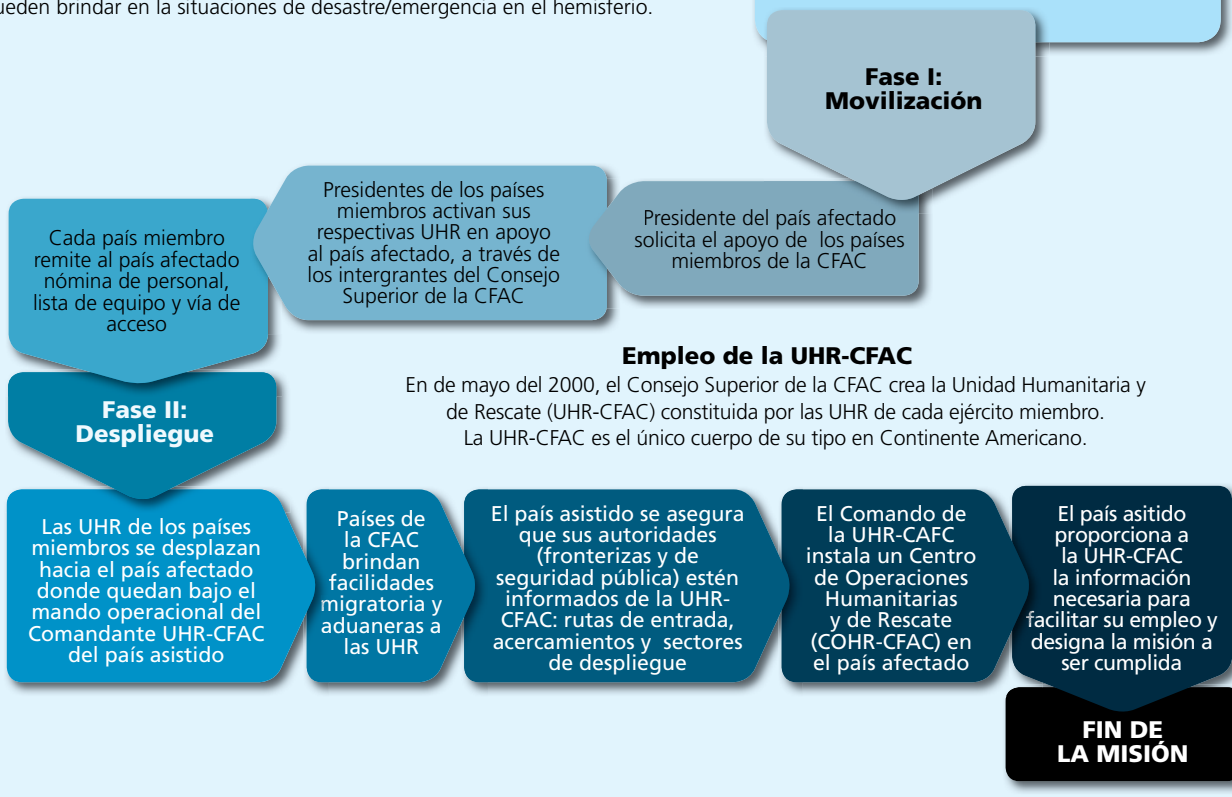 pueden brindar en la situaciones de desastre/emergencia en el hemisferio.
Fase I:
Movilización
Presidente del país afectado
solicita el apoyo de los países
miembros de la CFAC
Presidentes de los países
miembros activan sus
respectivas UHR en apoyo
al país afectado, a través de
los intergrantes del Consejo
Superior de la CFAC
Cada país miembro
remite al país afectado
nómina de personal,
lista de equipo y vía de
acceso
Empleo de la UHR-CFAC
En de mayo del 2000, el Consejo Superior de la CFAC crea la Unidad Humanitaria y
de Rescate (UHR-CFAC) constituida por las UHR de cada ejército miembro.
La UHR-CFAC es el único cuerpo de su tipo en Continente Americano.
Fase II:
Despliegue
Las UHR de los países
miembros se desplazan
hacia el país afectado
donde quedan bajo el
mando operacional del
Comandante UHR-CFAC
del país asistido
Países de
la CFAC
brindan
facilidades
migratoria y
aduaneras a
las UHR
El país asistido se asegura
que sus autoridades
(fronterizas y de
seguridad pública) estén
informados de la UHR-
CFAC: rutas de entrada,
acercamientos y sectores
de despliegue
El Comando de
la UHR-CAFC
instala un Centro
de Operaciones
Humanitarias
y de Rescate
(COHR-CFAC) en
el país afectado
El país asitido
proporciona a
la UHR-CFAC
la información
necesaria para
facilitar su empleo y
designa la misión a
ser cumplida
FIN DE
LA MISIÓN